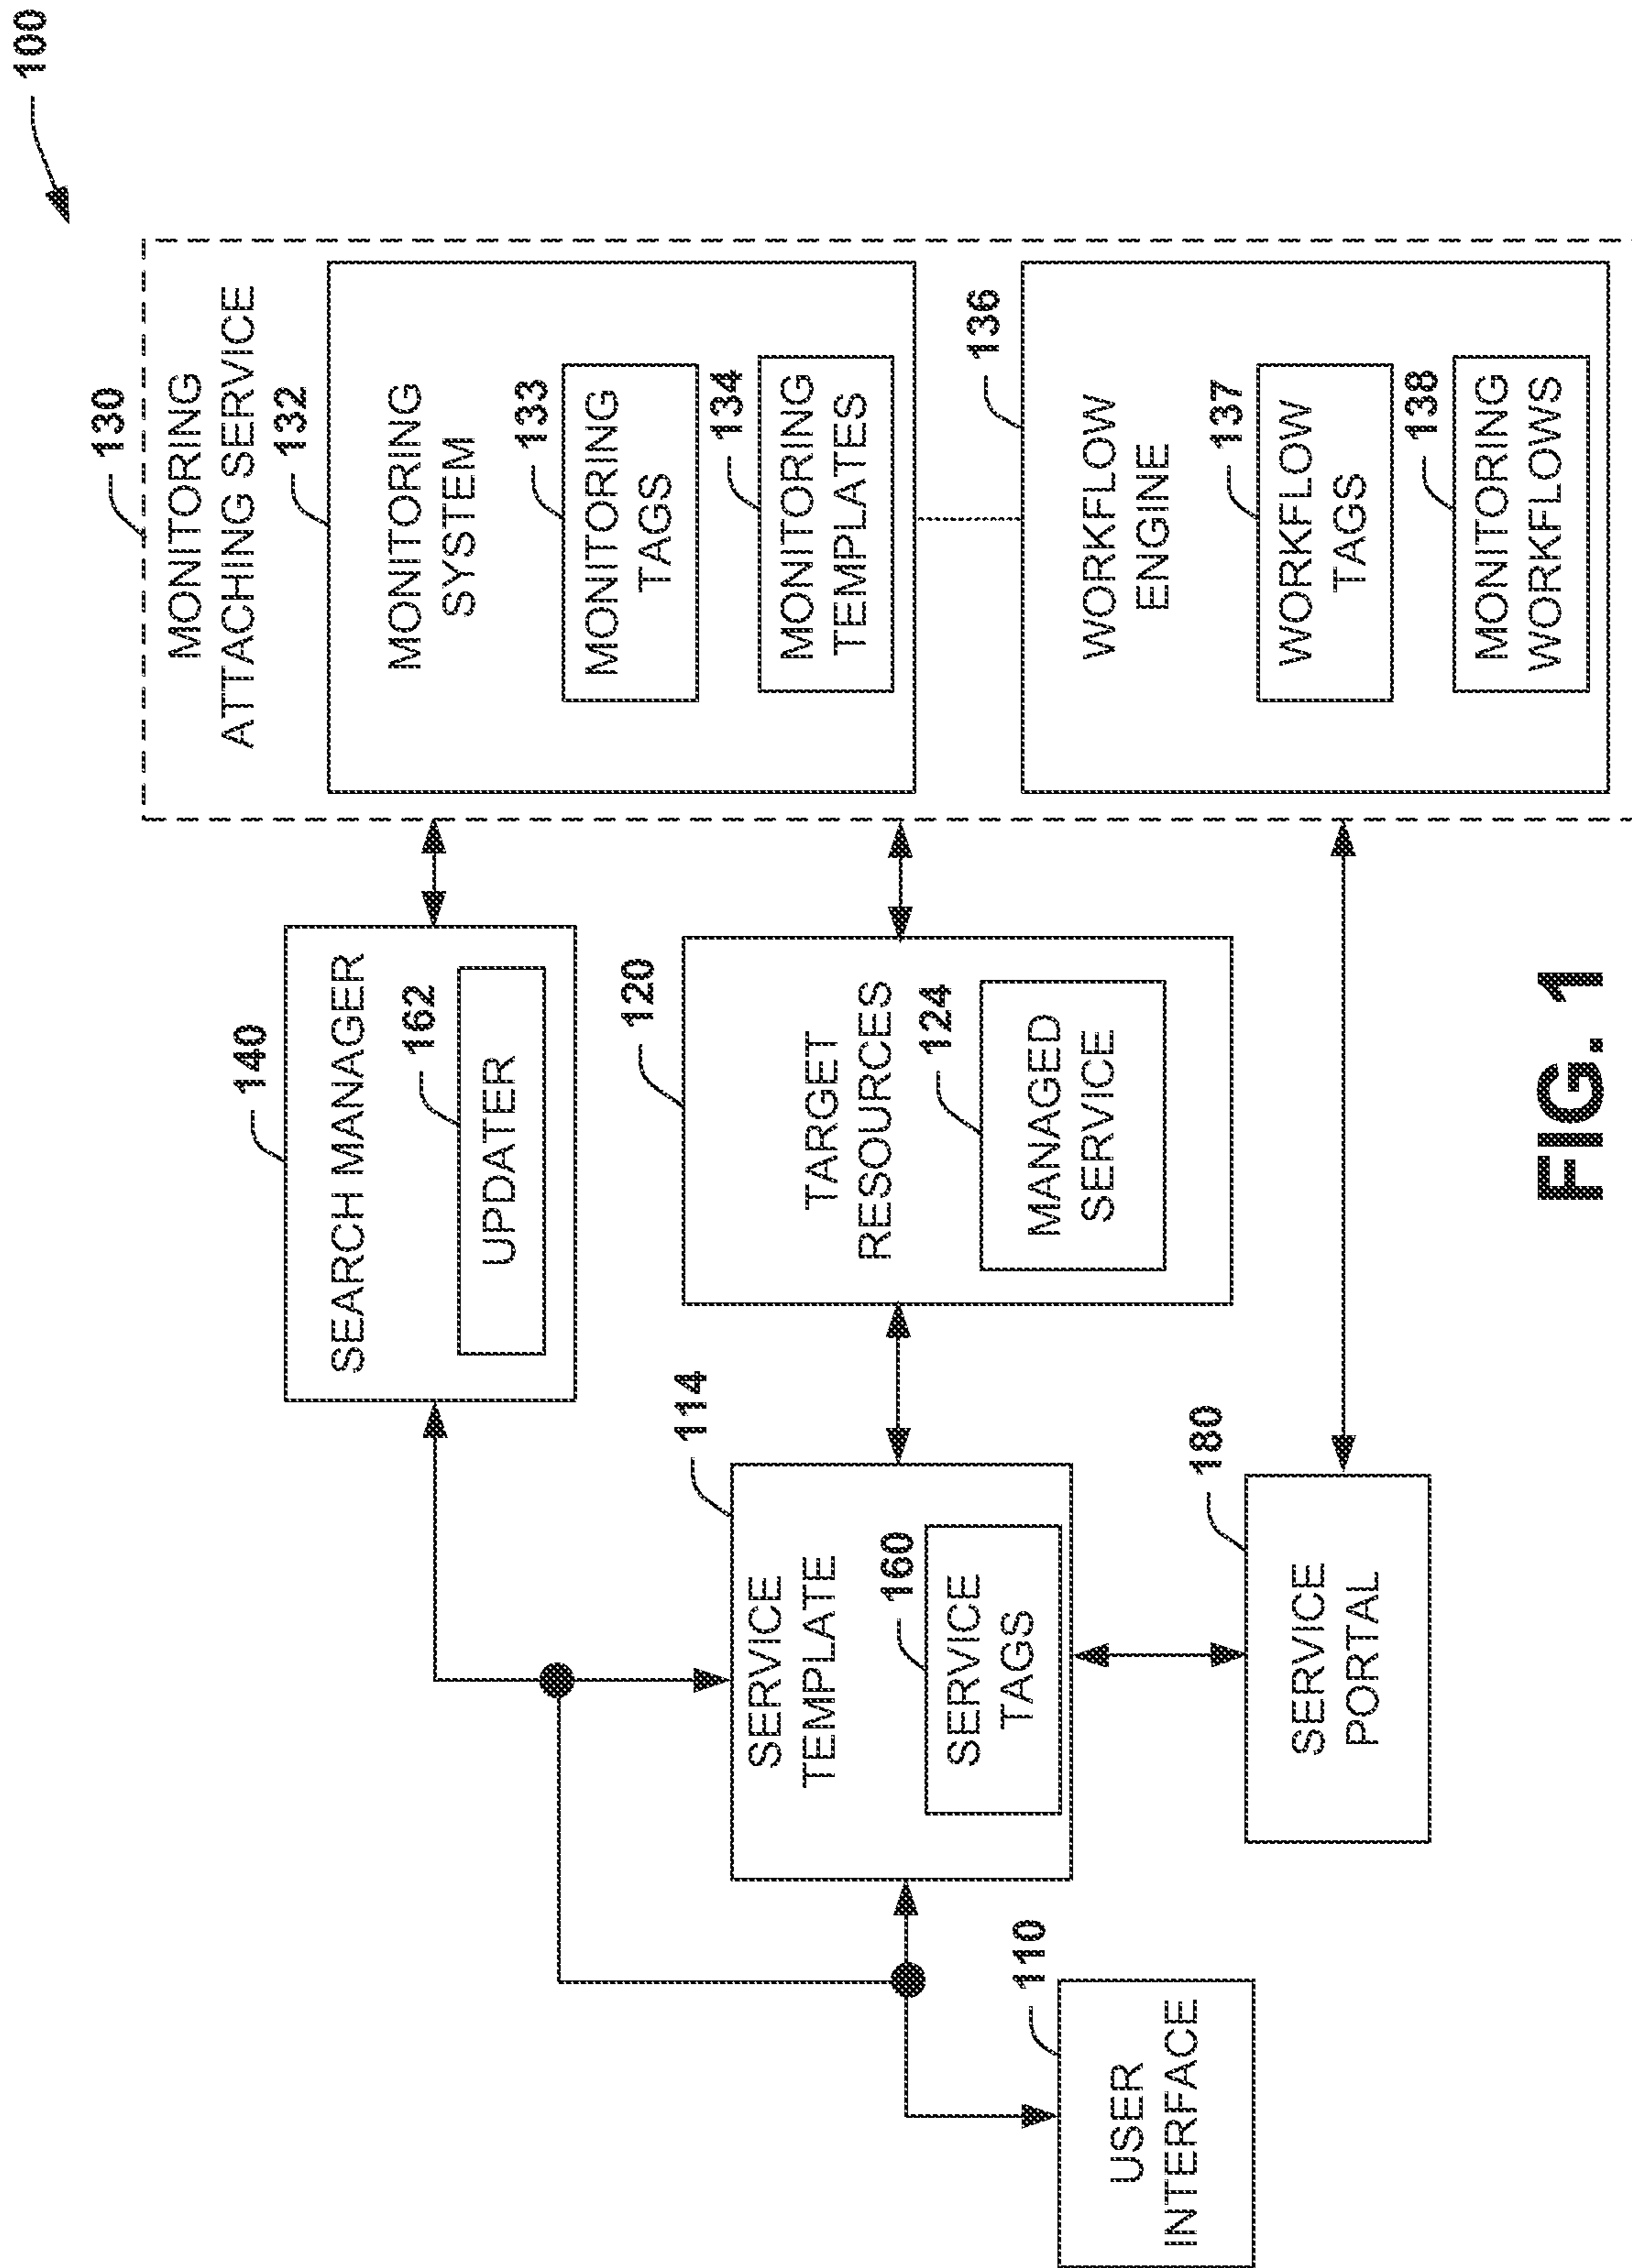 100
130
MONITORING
ATTACHING SERVICE
132
MONITORING
SYSTEM
133
MONITORING
TAGS
134
MONITORING
TEMPLATES
136
WORKFLOW
ENGINE
137
WORKFLOW
TAGS
138
MONITORING
WORKFLOWS
140
SEARCH MANAGER
162
UPDATER
120
TARGET
RESOURCES
124
MANAGED
SERVICE
114
SERVICE
TEMPLATE
160
SERVICE
TAGS
180
SERVICE
PORTAL
110
USER
INTERFACE
FIG. 1